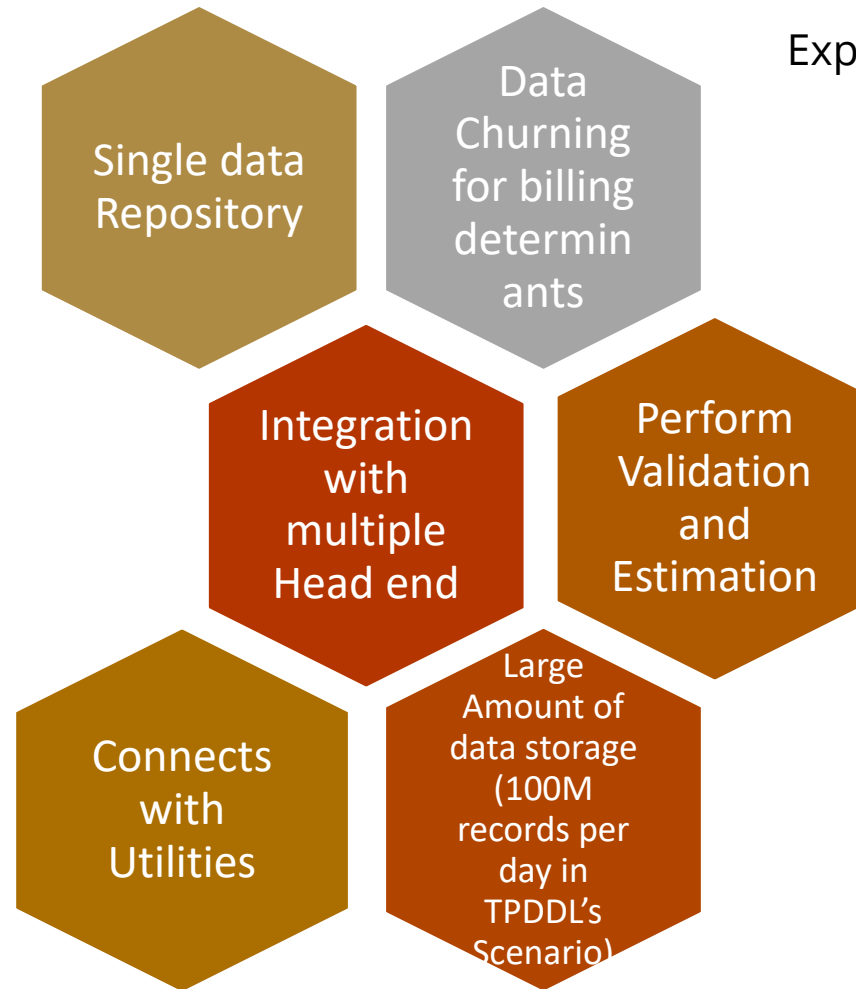 Exp
Single data
Repository
Data
Churning
for billing
determin
ants
Integration
with
multiple
Head end
Perform
Validation
and
Estimation
Connects
with
Utilities
Large
Amount of
data storage
(100M
records per
day in
TPDDL's
Scenario)